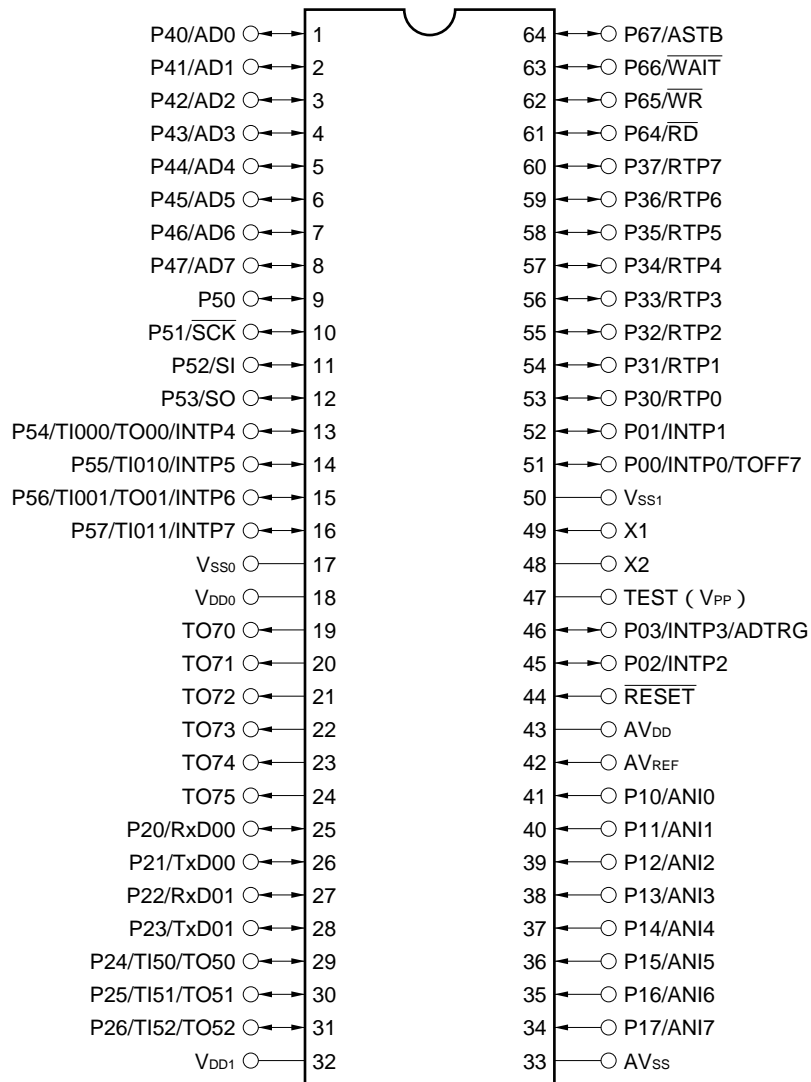 P40/AD0 1 64 P67/ASTB
P41/AD1 2 63 P66/W̅A̅I̅T̅
P42/AD2 3 62 P65/W̅R̅
P43/AD3 4 61 P64/R̅D̅
P44/AD4 5 60 P37/RTP7
P45/AD5 6 59 P36/RTP6
P46/AD6 7 58 P35/RTP5
P47/AD7 8 57 P34/RTP4
P50 9 56 P33/RTP3
P51/S̅C̅K̅ 10 55 P32/RTP2
P52/SI 11 54 P31/RTP1
P53/SO 12 53 P30/RTP0
P54/TI000/TO00/INTP4 13 52 P01/INTP1
P55/TI010/INTP5 14 51 P00/INTP0/TOFF7
P56/TI001/TO01/INTP6 15 50 VSS1
P57/TI011/INTP7 16 49 X1
VSS0 17 48 X2
VDD0 18 47 TEST ( VPP )
TO70 19 46 P03/INTP3/ADTRG
TO71 20 45 P02/INTP2
TO72 21 44 R̅E̅S̅E̅T̅
TO73 22 43 AVDD
TO74 23 42 AVREF
TO75 24 41 P10/ANI0
P20/RxD00 25 40 P11/ANI1
P21/TxD00 26 39 P12/ANI2
P22/RxD01 27 38 P13/ANI3
P23/TxD01 28 37 P14/ANI4
P24/TI50/TO50 29 36 P15/ANI5
P25/TI51/TO51 30 35 P16/ANI6
P26/TI52/TO52 31 34 P17/ANI7
VDD1 32 33 AVSS